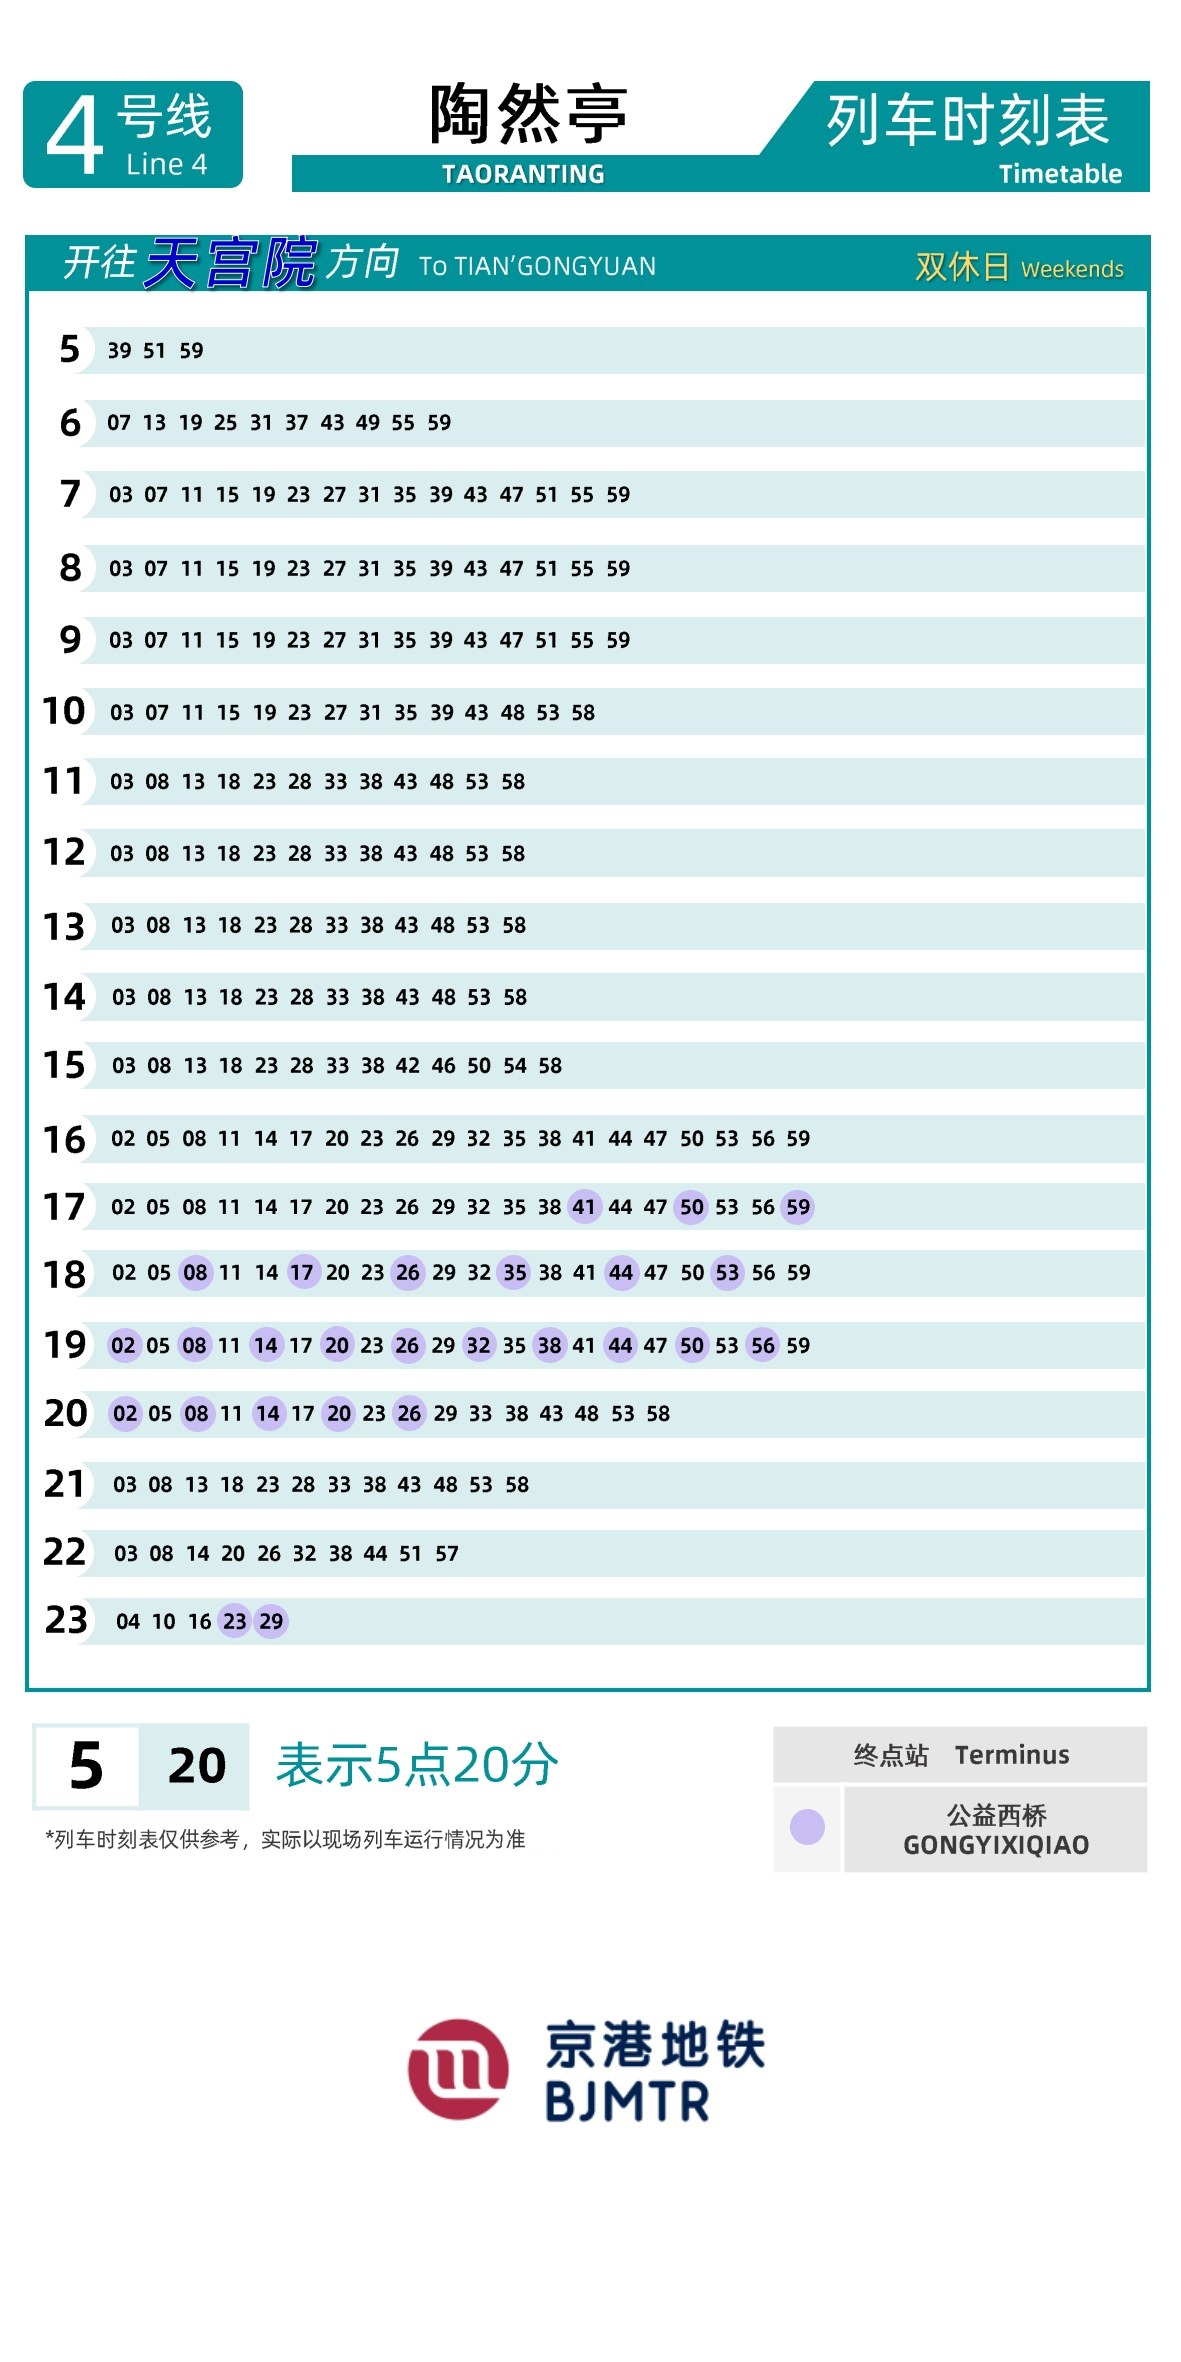 4 号线
Line 4
陶然亭
TAORANTING
列车时刻表
Timetable
开往 天宫院 方向 To TIAN'GONGYUAN 双休日 Weekends
5 39 51 59
6 07 13 19 25 31 37 43 49 55 59
7 03 07 11 15 19 23 27 31 35 39 43 47 51 55 59
8 03 07 11 15 19 23 27 31 35 39 43 47 51 55 59
9 03 07 11 15 19 23 27 31 35 39 43 47 51 55 59
10 03 07 11 15 19 23 27 31 35 39 43 48 53 58
11 03 08 13 18 23 28 33 38 43 48 53 58
12 03 08 13 18 23 28 33 38 43 48 53 58
13 03 08 13 18 23 28 33 38 43 48 53 58
14 03 08 13 18 23 28 33 38 43 48 53 58
15 03 08 13 18 23 28 33 38 42 46 50 54 58
16 02 05 08 11 14 17 20 23 26 29 32 35 38 41 44 47 50 53 56 59
17 02 05 08 11 14 17 20 23 26 29 32 35 38 41 44 47 50 53 56 59
18 02 05 08 11 14 17 20 23 26 29 32 35 38 41 44 47 50 53 56 59
19 02 05 08 11 14 17 20 23 26 29 32 35 38 41 44 47 50 53 56 59
20 02 05 08 11 14 17 20 23 26 29 33 38 43 48 53 58
21 03 08 13 18 23 28 33 38 43 48 53 58
22 03 08 14 20 26 32 38 44 51 57
23 04 10 16 23 29
5 20 表示5点20分
*列车时刻表仅供参考，实际以现场列车运行情况为准
终点站 Terminus
公益西桥
GONGYIXIQIAO
京港地铁
BJMTR